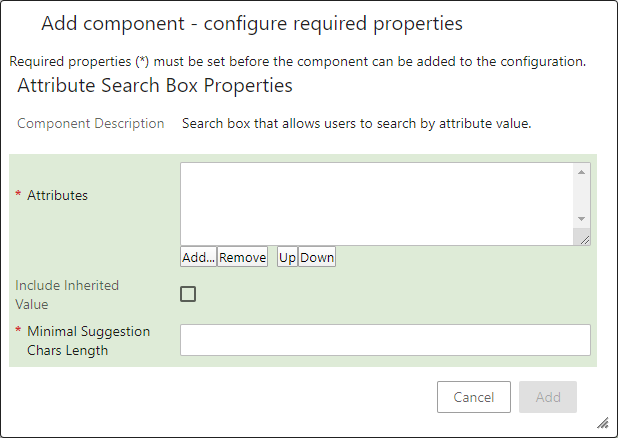 Add component - configure required properties
Required properties (*) must be set before the component can be added to the configuration.
Attribute Search Box Properties
Component Description Search box that allows users to search by attribute value.
* Attributes
Add... Remove Up Down
Include Inherited
Value
* Minimal Suggestion
Chars Length
Cancel Add